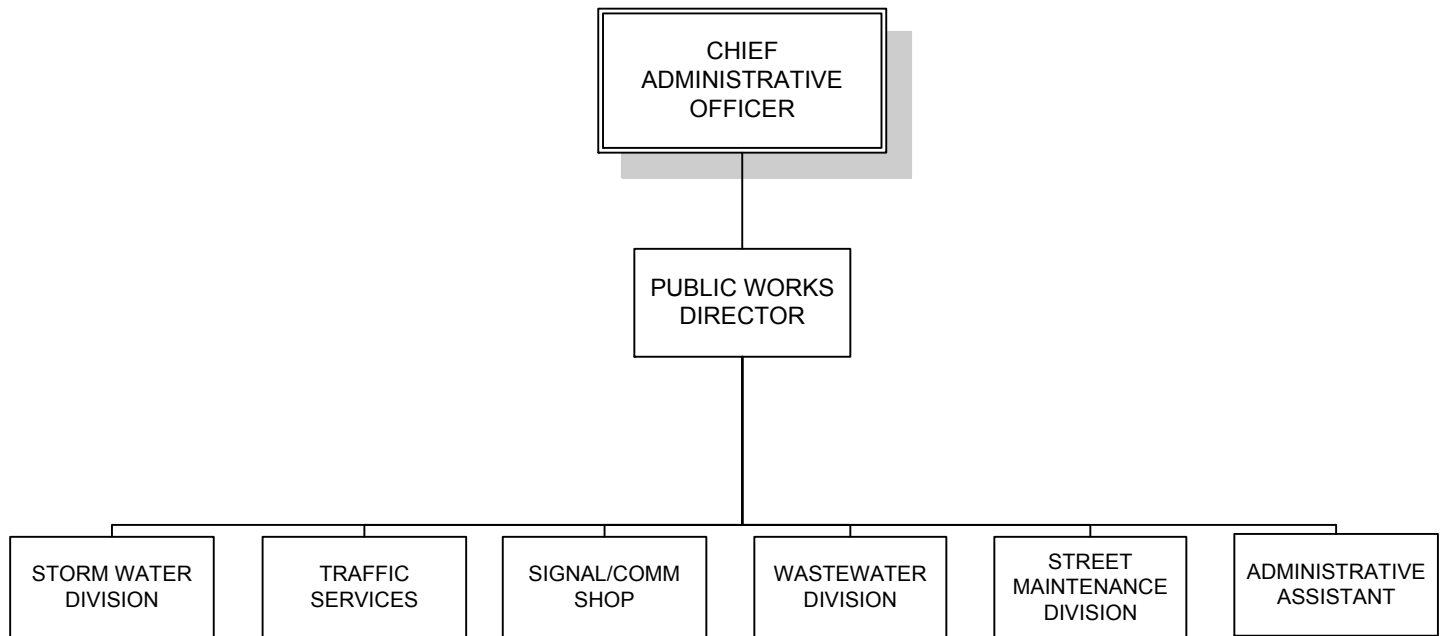 CHIEF
ADMINISTRATIVE
OFFICER
PUBLIC WORKS
DIRECTOR
STORM WATER
DIVISION
TRAFFIC
SERVICES
SIGNAL/COMM
SHOP
WASTEWATER
DIVISION
STREET
MAINTENANCE
DIVISION
ADMINISTRATIVE
ASSISTANT